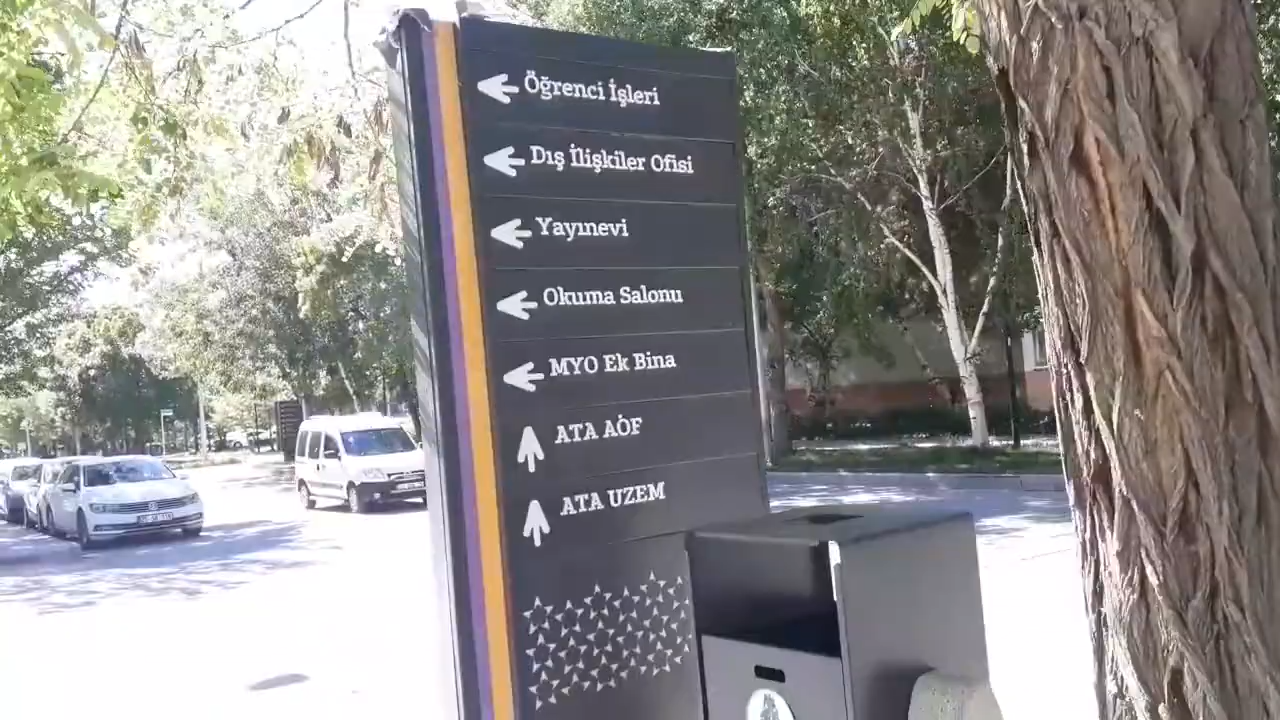 Öğrenci İşleri
Dış İlişkiler Ofisi
Yayınevi
Okuma Salonu
MYO Ek Bina
ATA AÖF
ATA UZEM